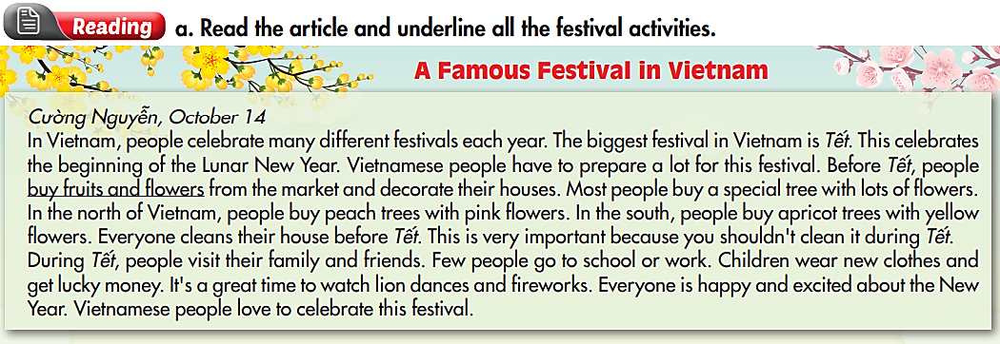 Reading
a. Read the article and underline all the festival activities.
A Famous Festival in Vietnam
Cường Nguyễn, October 14
In Vietnam, people celebrate many different festivals each year. The biggest festival in Vietnam is Tết. This celebrates
the beginning of the Lunar New Year. Vietnamese people have to prepare a lot for this festival. Before Tết, people
buy fruits and flowers from the market and decorate their houses. Most people buy a special tree with lots of flowers.
In the north of Vietnam, people buy peach trees with pink flowers. In the south, people buy apricot trees with yellow
flowers. Everyone cleans their house before Tết. This is very important because you shouldn't clean it during Tết.
During Tết, people visit their family and friends. Few people go to school or work. Children wear new clothes and
get lucky money. It's a great time to watch lion dances and fireworks. Everyone is happy and excited about the New
Year. Vietnamese people love to celebrate this festival.